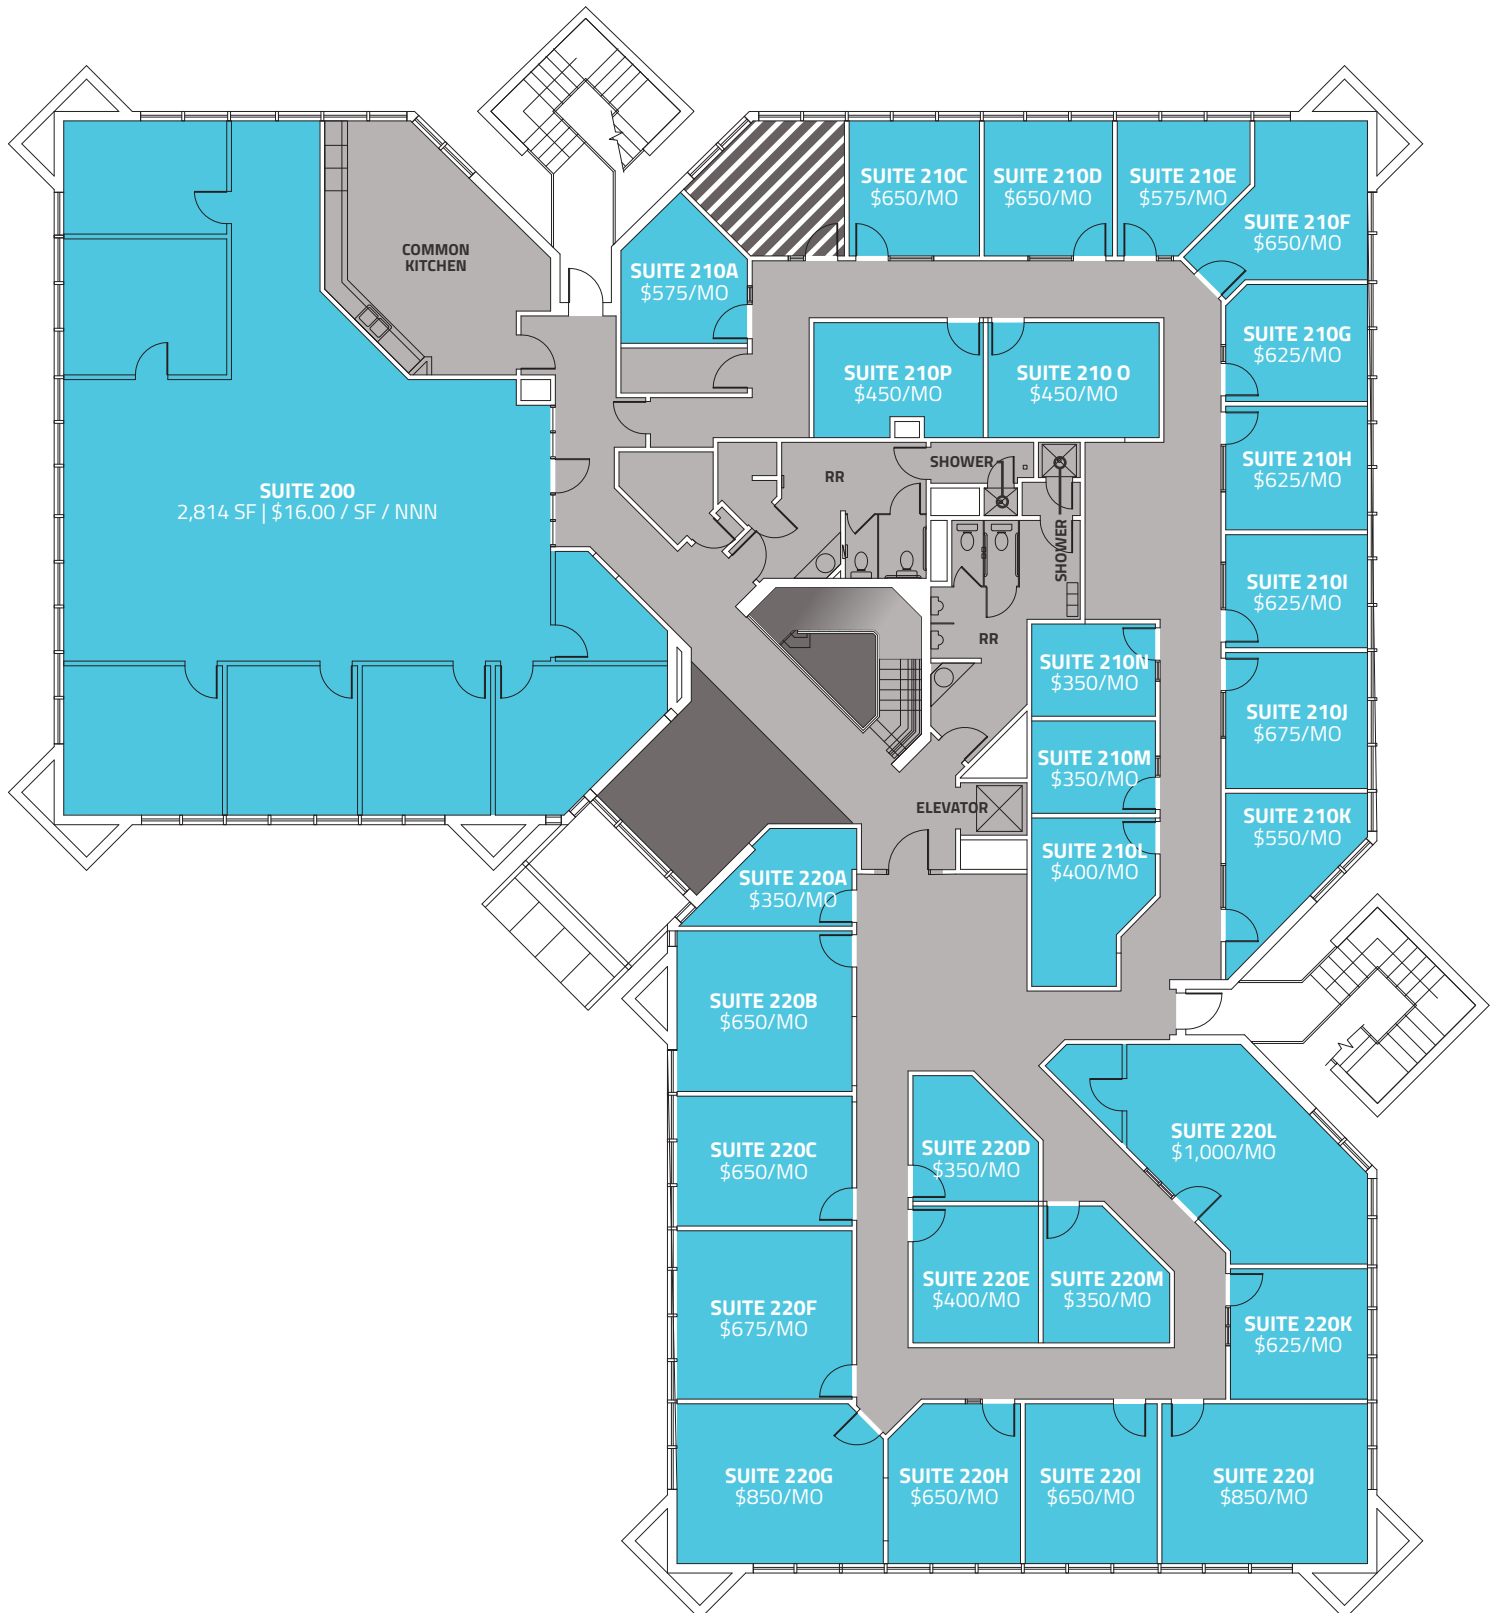 SUITE 210C
$650/MO
SUITE 210D
$650/MO
SUITE 210E
$575/MO
SUITE 210F
$650/MO
COMMON
KITCHEN
SUITE 210A
$575/MO
SUITE 210G
$625/MO
SUITE 210P
$450/MO
SUITE 210 O
$450/MO
SUITE 210H
$625/MO
SHOWER
RR
SUITE 200
2,814 SF | $16.00 / SF / NNN
SHOWER
SUITE 210I
$625/MO
RR
SUITE 210N
$350/MO
SUITE 210J
$675/MO
SUITE 210M
$350/MO
ELEVATOR
SUITE 210K
$550/MO
SUITE 210L
$400/MO
SUITE 220A
$350/MO
SUITE 220B
$650/MO
SUITE 220L
$1,000/MO
SUITE 220C
$650/MO
SUITE 220D
$350/MO
SUITE 220E
$400/MO
SUITE 220M
$350/MO
SUITE 220F
$675/MO
SUITE 220K
$625/MO
SUITE 220G
$850/MO
SUITE 220H
$650/MO
SUITE 220I
$650/MO
SUITE 220J
$850/MO